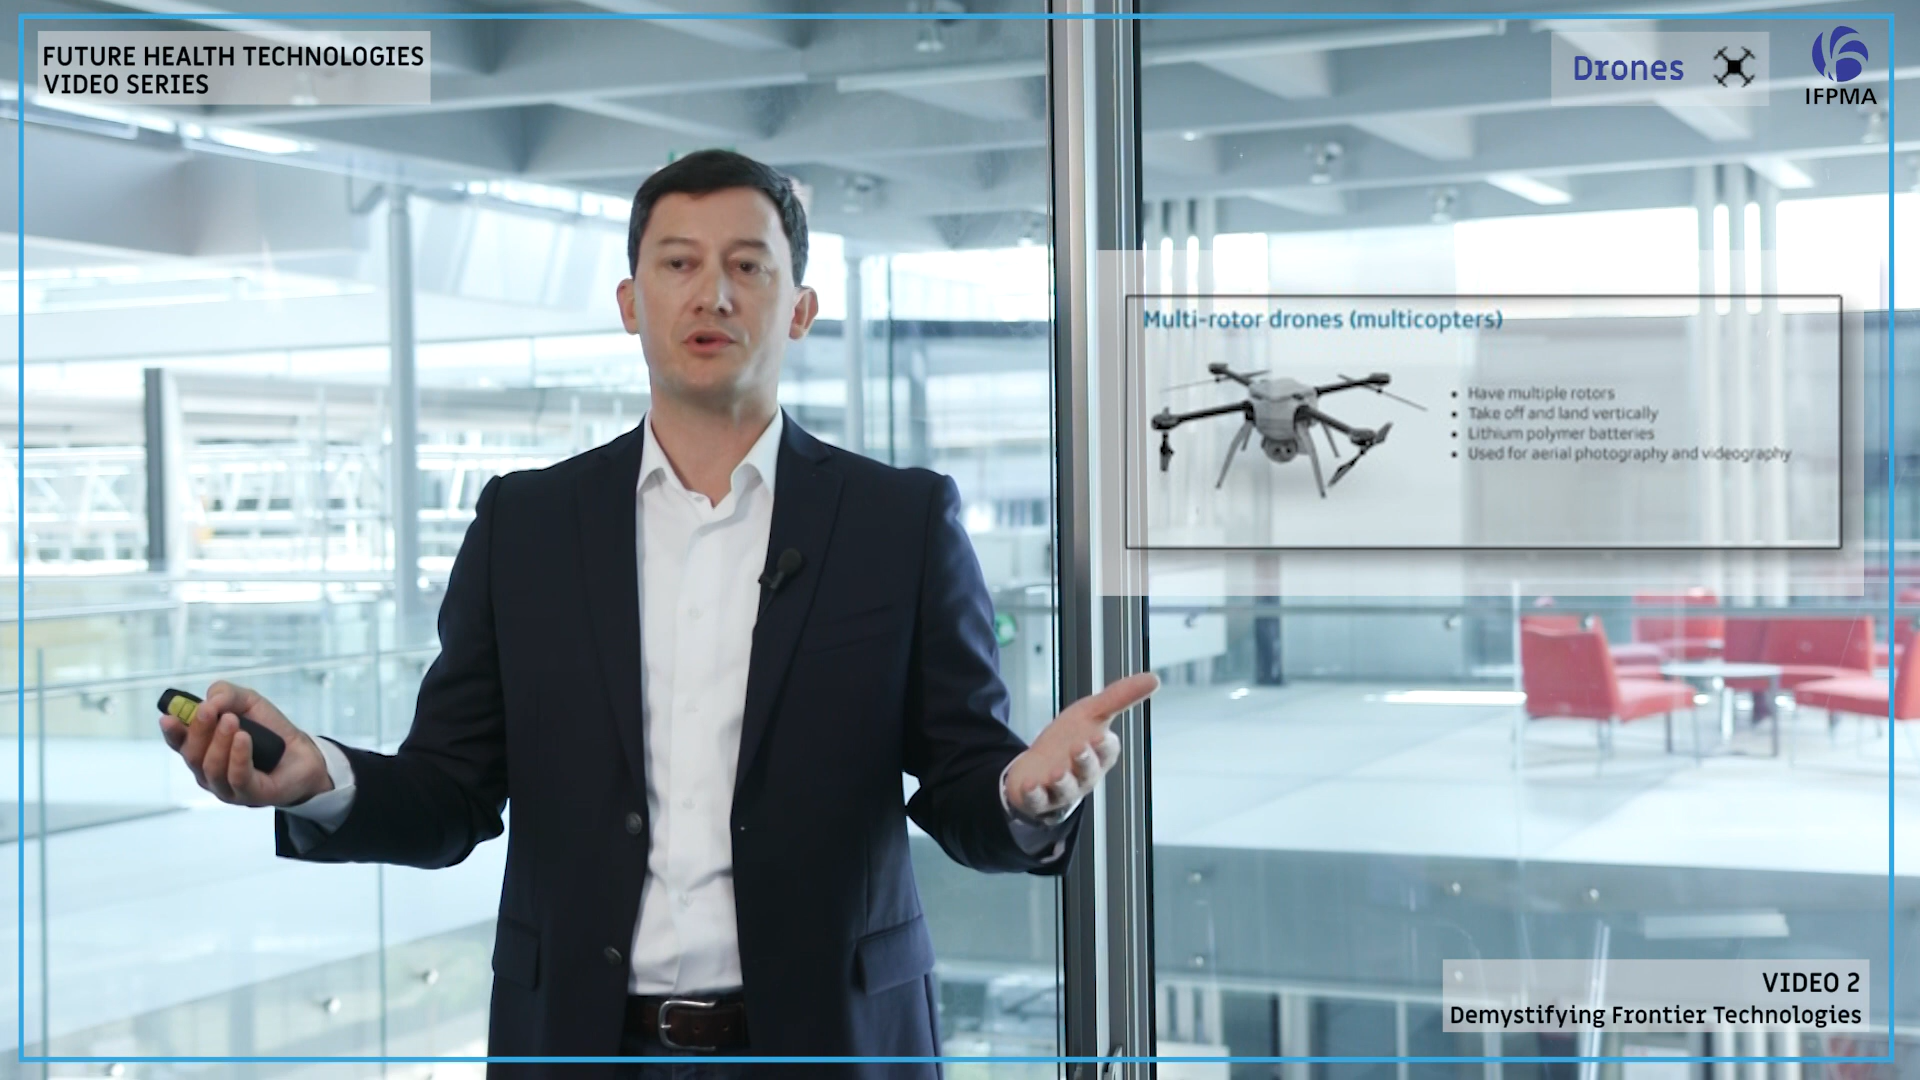 FUTURE HEALTH TECHNOLOGIES
VIDEO SERIES
Drones
IFPMA
Multi-rotor drones (multicopters)
• Have multiple rotors
• Take off and land vertically
• Lithium polymer batteries
• Used for aerial photography and videography
VIDEO 2
Demystifying Frontier Technologies